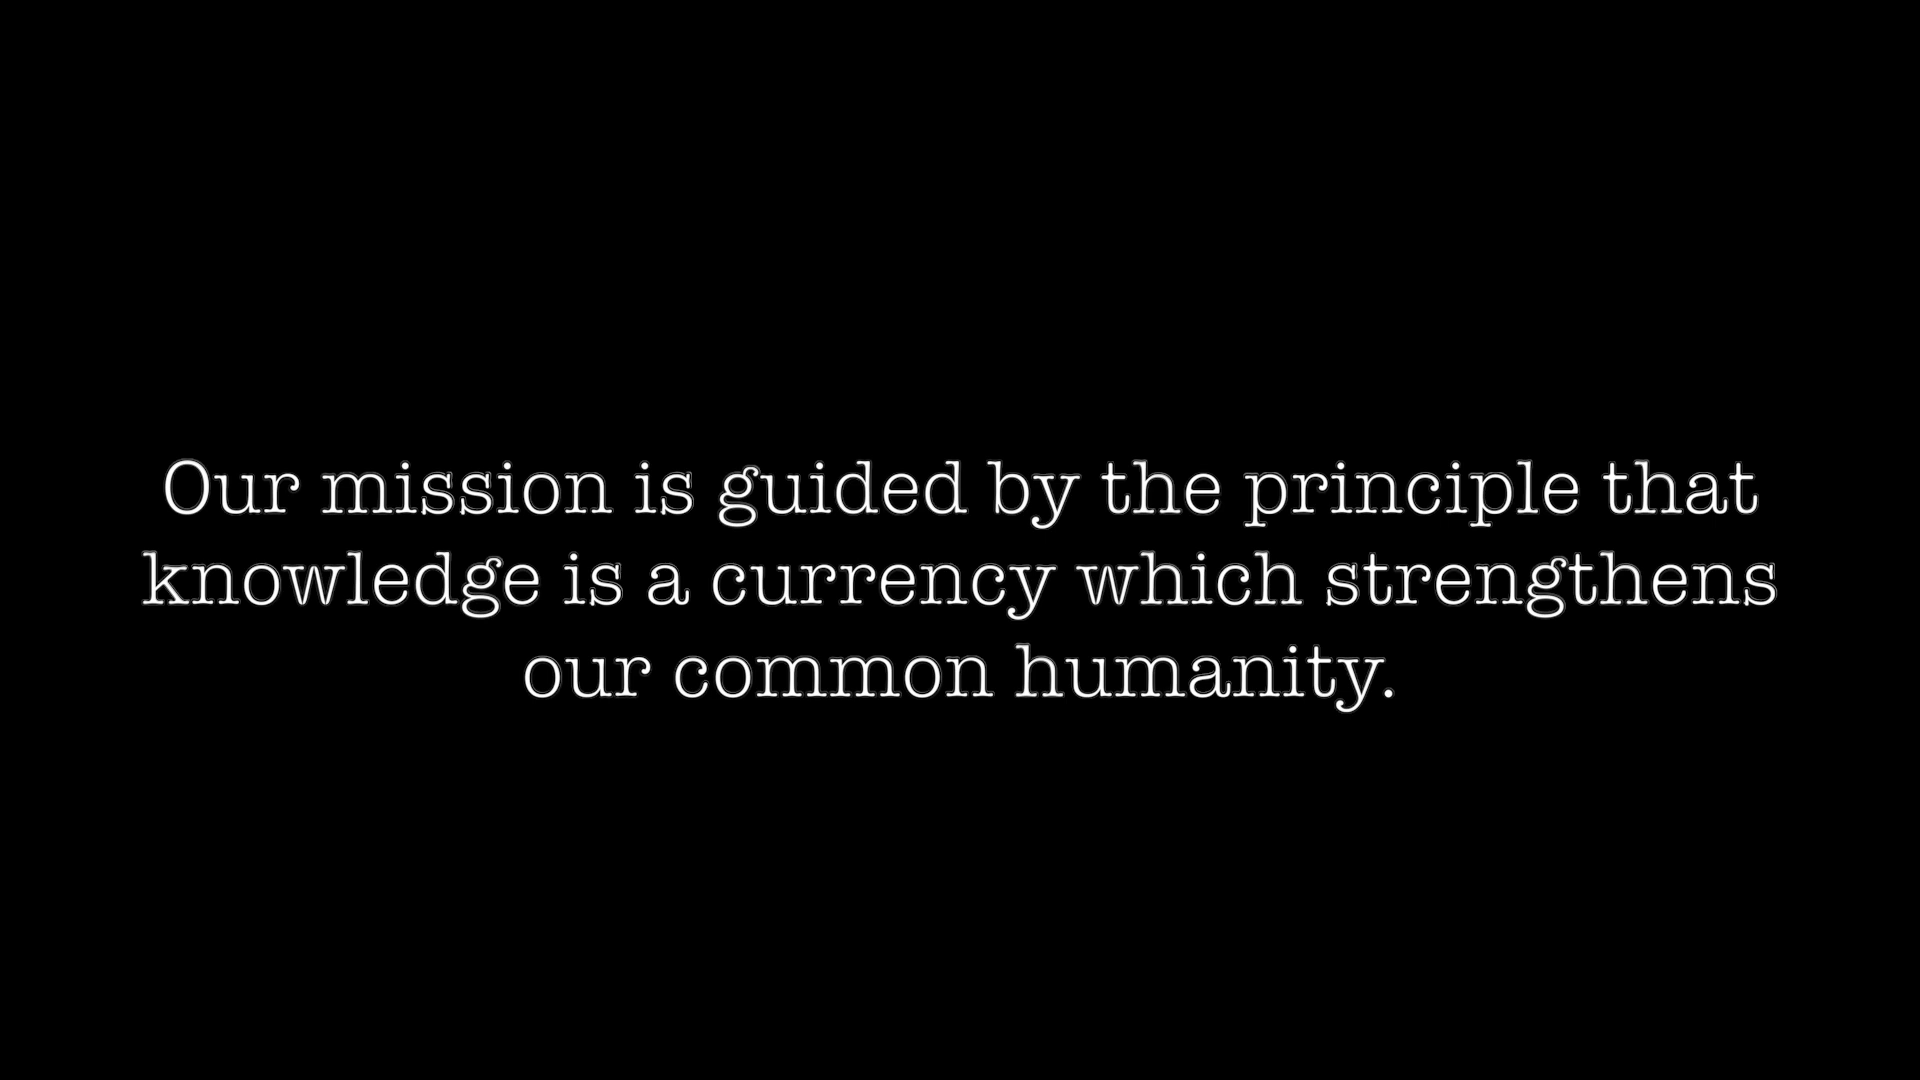 Our mission is guided by the principle that
knowledge is a currency which strengthens
our common humanity.